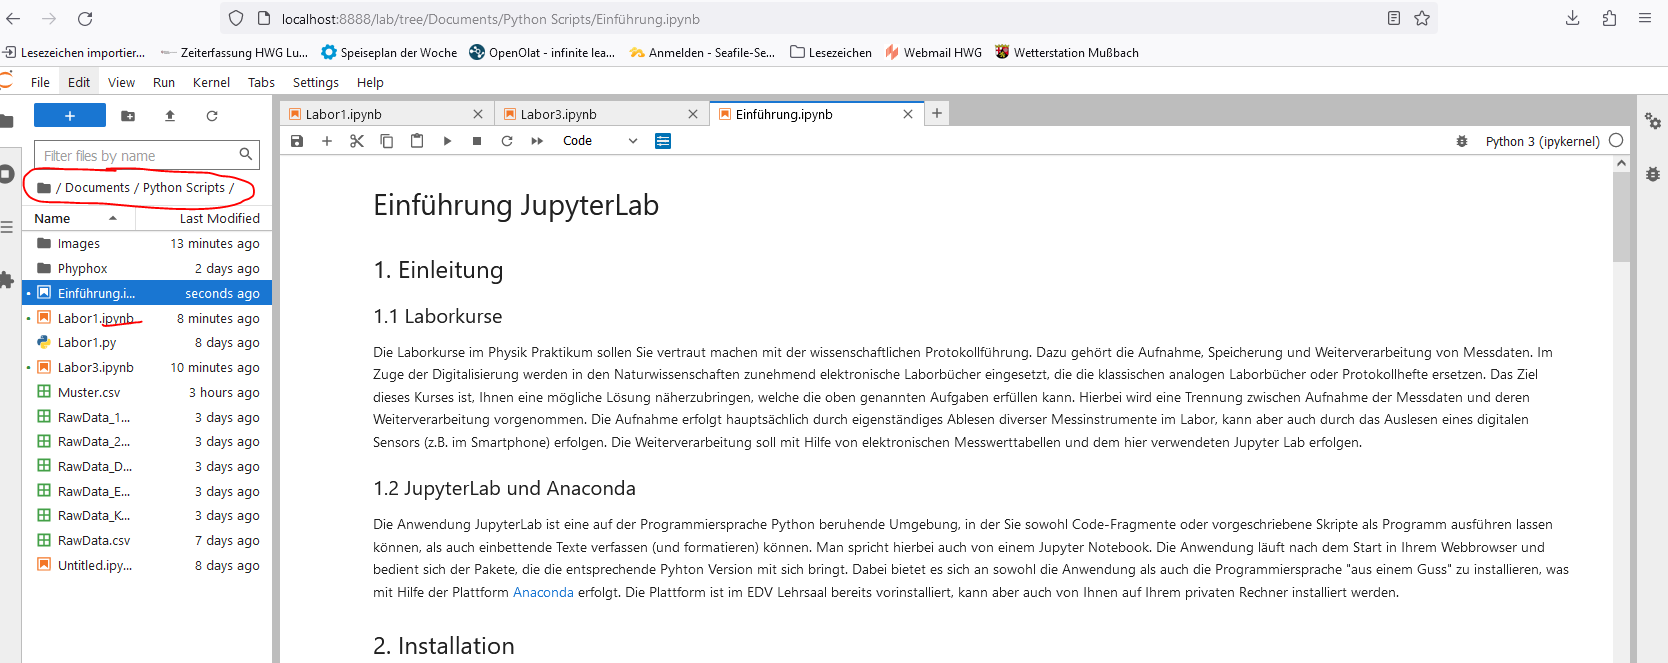 localhost:8888/lab/tree/Documents/Python Scripts/Einführung.ipynb
Lesezeichen importier... Zeiterfassung HWG Lu... Speiseplan der Woche OpenOlat - infinite lea... Anmelden - Seafile-Se... Lesezeichen Webmail HWG Wetterstation Mußbach
File Edit View Run Kernel Tabs Settings Help
Labor1.ipynb Labor3.ipynb Einführung.ipynb
Code Python 3 (ipykernel)
Filter files by name
/ Documents / Python Scripts /
Name Last Modified
Images 13 minutes ago
Phyphox 2 days ago
Einführung.i... seconds ago
Labor1.ipynb 8 minutes ago
Labor1.py 8 days ago
Labor3.ipynb 10 minutes ago
Muster.csv 3 hours ago
RawData_1... 3 days ago
RawData_2... 3 days ago
RawData_D... 3 days ago
RawData_E... 3 days ago
RawData_K... 3 days ago
RawData.csv 7 days ago
Untitled.ipy... 8 days ago
Einführung JupyterLab
1. Einleitung
1.1 Laborkurse
Die Laborkurse im Physik Praktikum sollen Sie vertraut machen mit der wissenschaftlichen Protokollführung. Dazu gehört die Aufnahme, Speicherung und Weiterverarbeitung von Messdaten. Im
Zuge der Digitalisierung werden in den Naturwissenschaften zunehmend elektronische Laborbücher eingesetzt, die die klassischen analogen Laborbücher oder Protokollhefte ersetzen. Das Ziel
dieses Kurses ist, Ihnen eine mögliche Lösung näherzubringen, welche die oben genannten Aufgaben erfüllen kann. Hierbei wird eine Trennung zwischen Aufnahme der Messdaten und deren
Weiterverarbeitung vorgenommen. Die Aufnahme erfolgt hauptsächlich durch eigenständiges Ablesen diverser Messinstrumente im Labor, kann aber auch durch das Auslesen eines digitalen
Sensors (z.B. im Smartphone) erfolgen. Die Weiterverarbeitung soll mit Hilfe von elektronischen Messwerttabellen und dem hier verwendeten Jupyter Lab erfolgen.
1.2 JupyterLab und Anaconda
Die Anwendung JupyterLab ist eine auf der Programmiersprache Python beruhende Umgebung, in der Sie sowohl Code-Fragmente oder vorgeschriebene Skripte als Programm ausführen lassen
können, als auch einbettende Texte verfassen (und formatieren) können. Man spricht hierbei auch von einem Jupyter Notebook. Die Anwendung läuft nach dem Start in Ihrem Webbrowser und
bedient sich der Pakete, die die entsprechende Pyhton Version mit sich bringt. Dabei bietet es sich an sowohl die Anwendung als auch die Programmiersprache "aus einem Guss" zu installieren, was
mit Hilfe der Plattform Anaconda erfolgt. Die Plattform ist im EDV Lehrsaal bereits vorinstalliert, kann aber auch von Ihnen auf Ihrem privaten Rechner installiert werden.
2. Installation